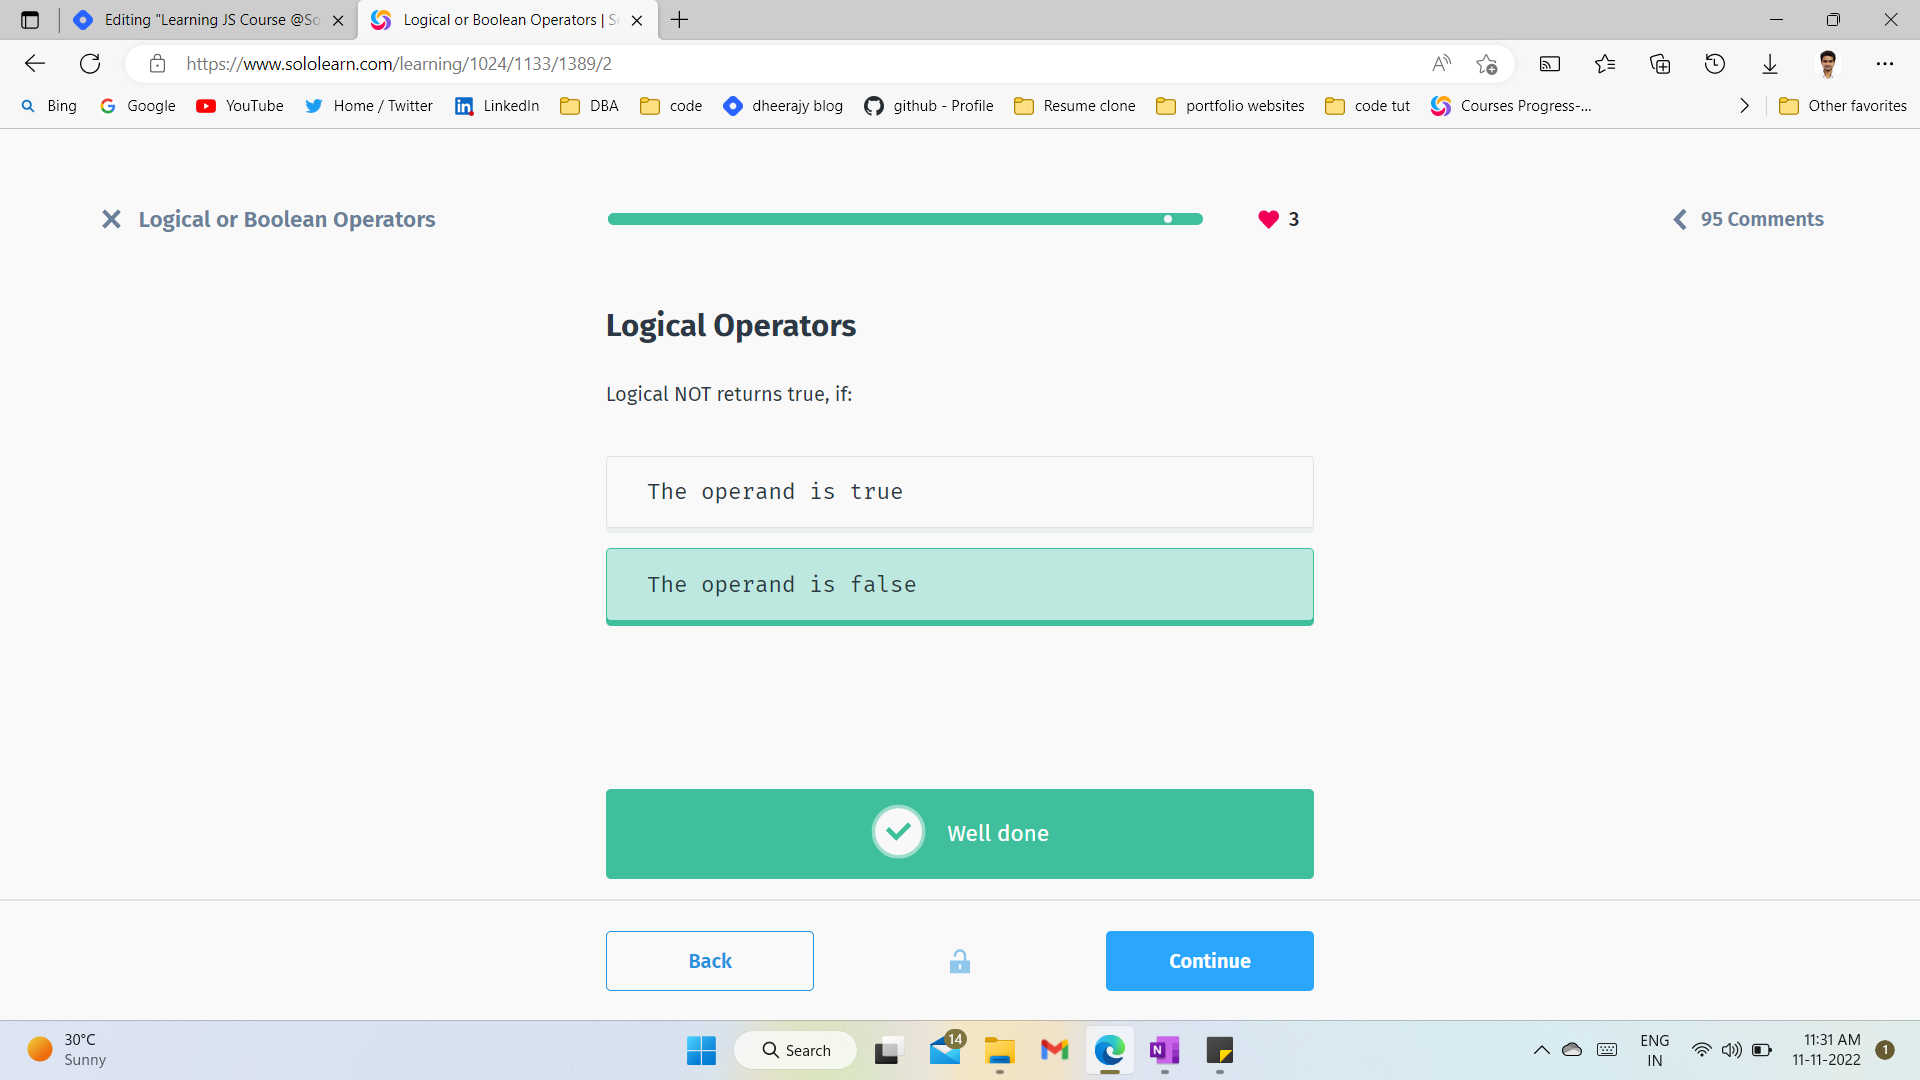 Editing "Learning JS Course @So
Logical or Boolean Operators | So
https://www.sololearn.com/learning/1024/1133/1389/2
Bing
Google
YouTube
Home / Twitter
LinkedIn
DBA
code
dheerajy blog
github - Profile
Resume clone
portfolio websites
code tut
Courses Progress-...
Other favorites
Logical or Boolean Operators
3
95 Comments
Logical Operators
Logical NOT returns true, if:
The operand is true
The operand is false
Well done
Back
Continue
30°C
Sunny
Search
14
ENG
IN
11:31 AM
11-11-2022
1